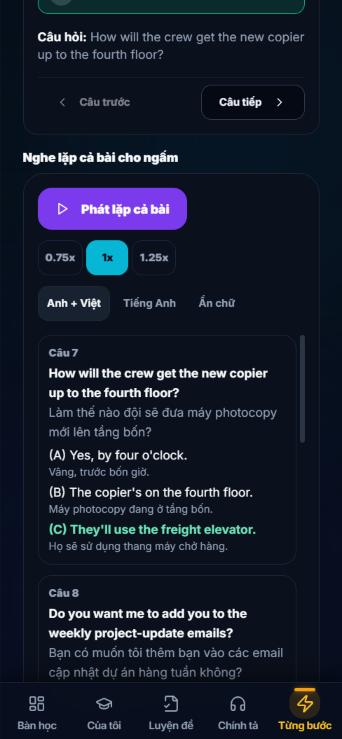 Câu hỏi: How will the crew get the new copier
up to the fourth floor?
Câu trước
Câu tiếp
Nghe lặp cả bài cho ngấm
Phát lặp cả bài
0.75x
1x
1.25x
Anh + Việt
Tiếng Anh
Ẩn chữ
Câu 7
How will the crew get the new copier
up to the fourth floor?
Làm thế nào đội sẽ đưa máy photocopy
mới lên tầng bốn?
(A) Yes, by four o'clock.
Vâng, trước bốn giờ.
(B) The copier's on the fourth floor.
Máy photocopy đang ở tầng bốn.
(C) They'll use the freight elevator.
Họ sẽ sử dụng thang máy chở hàng.
Câu 8
Do you want me to add you to the
weekly project-update emails?
Bạn có muốn tôi thêm bạn vào các email
cập nhật dự án hàng tuần không?
Bàn học
Của tôi
Luyện đề
Chính tả
Từng bước